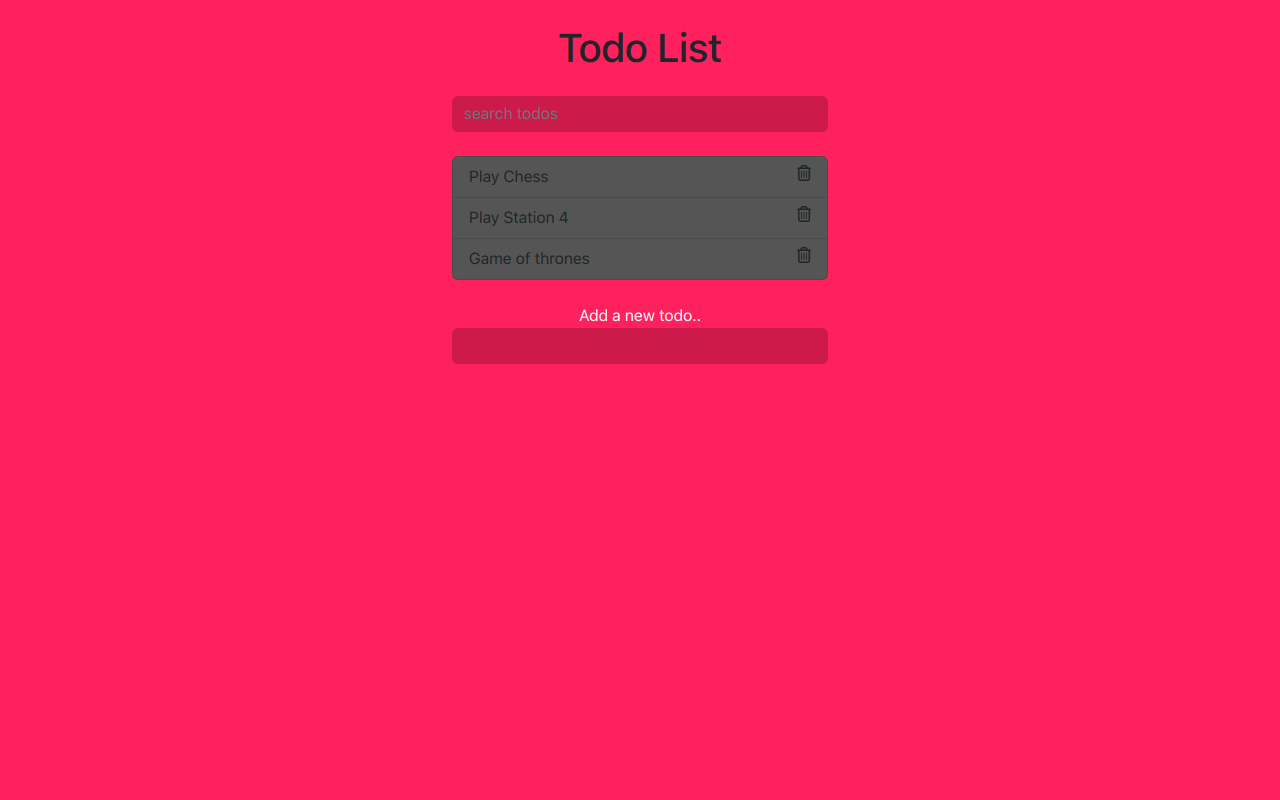 Todo List
search todos
Play Chess
Play Station 4
Game of thrones
Add a new todo..